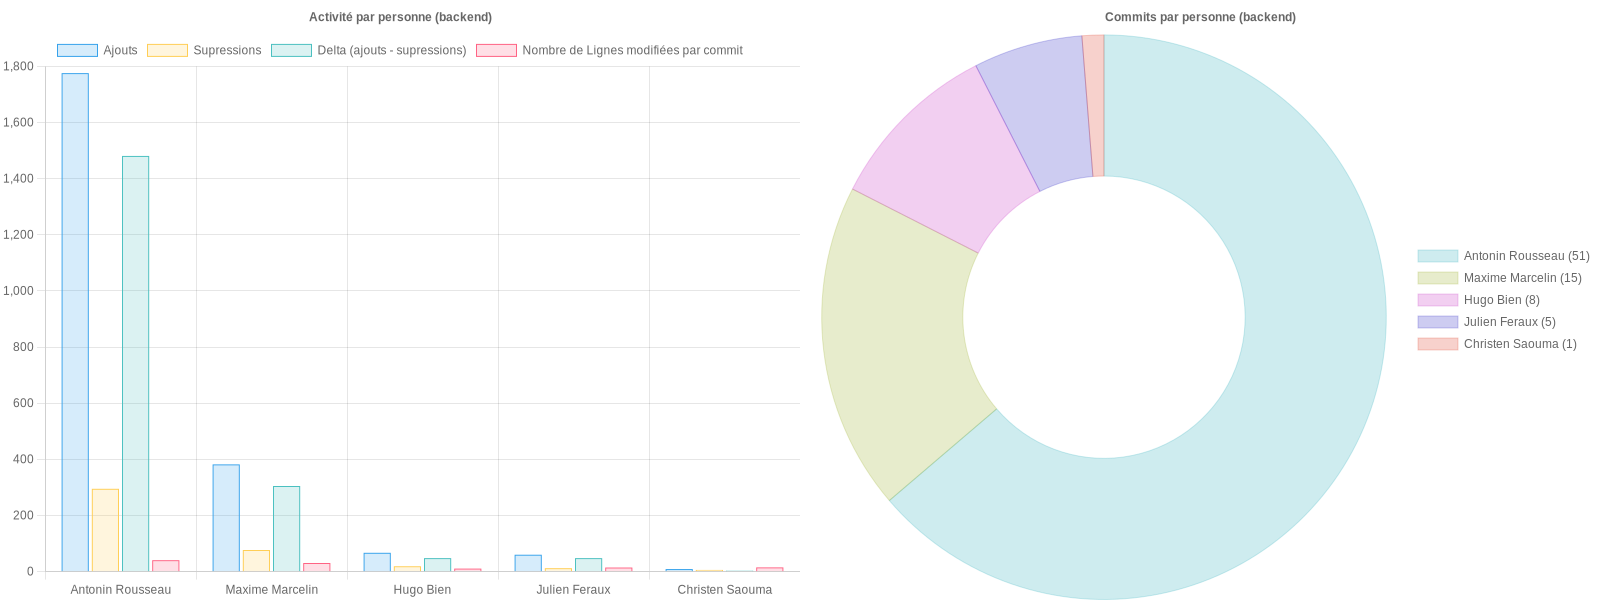 Activité par personne (backend)
Ajouts
Supressions
Delta (ajouts - supressions)
Nombre de Lignes modifiées par commit
1,800
1,600
1,400
1,200
1,000
800
600
400
200
0
Antonin Rousseau
Maxime Marcelin
Hugo Bien
Julien Feraux
Christen Saouma
Commits par personne (backend)
Antonin Rousseau (51)
Maxime Marcelin (15)
Hugo Bien (8)
Julien Feraux (5)
Christen Saouma (1)